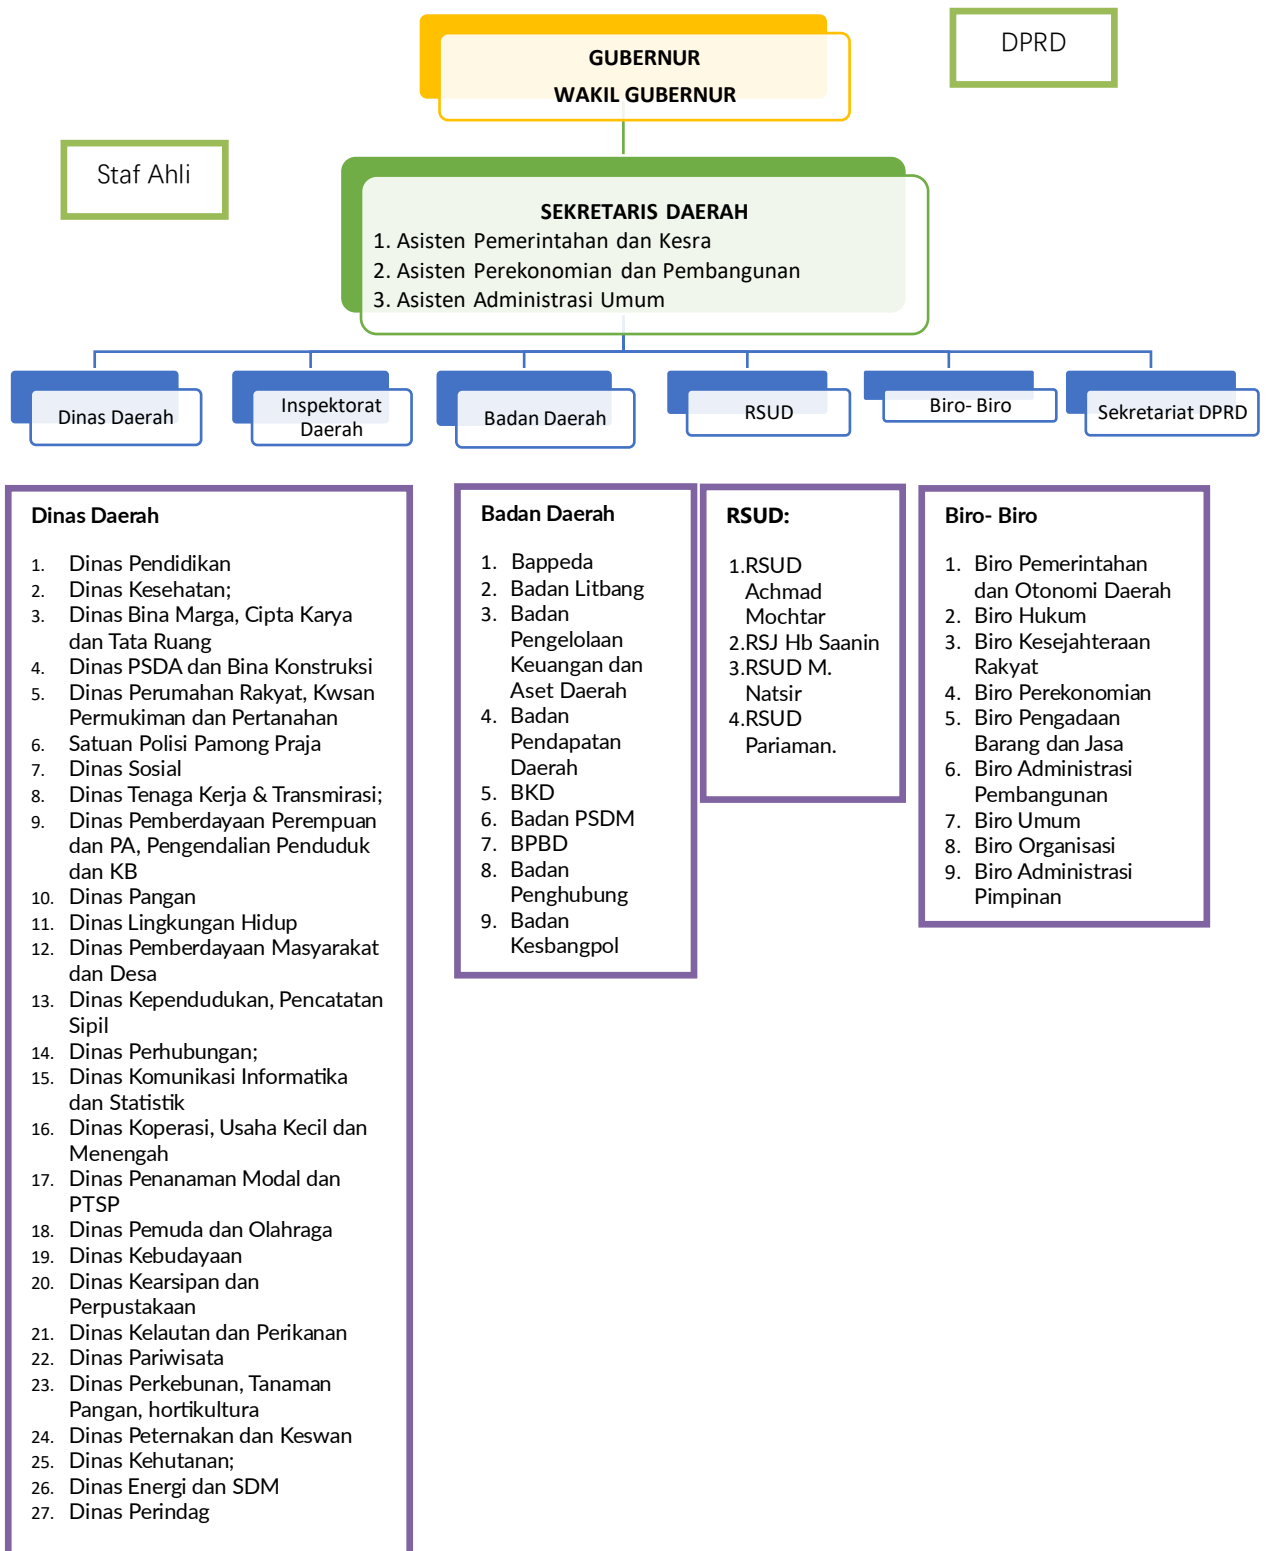 GUBERNUR
WAKIL GUBERNUR
DPRD
Staf Ahli
SEKRETARIS DAERAH
1. Asisten Pemerintahan dan Kesra
2. Asisten Perekonomian dan Pembangunan
3. Asisten Administrasi Umum
Dinas Daerah
Inspektorat
Daerah
Badan Daerah
RSUD
Biro- Biro
Sekretariat DPRD
Dinas Daerah
1. Dinas Pendidikan
2. Dinas Kesehatan;
3. Dinas Bina Marga, Cipta Karya
dan Tata Ruang
4. Dinas PSDA dan Bina Konstruksi
5. Dinas Perumahan Rakyat, Kwsan
Permukiman dan Pertanahan
6. Satuan Polisi Pamong Praja
7. Dinas Sosial
8. Dinas Tenaga Kerja & Transmirasi;
9. Dinas Pemberdayaan Perempuan
dan PA, Pengendalian Penduduk
dan KB
10. Dinas Pangan
11. Dinas Lingkungan Hidup
12. Dinas Pemberdayaan Masyarakat
dan Desa
13. Dinas Kependudukan, Pencatatan
Sipil
14. Dinas Perhubungan;
15. Dinas Komunikasi Informatika
dan Statistik
16. Dinas Koperasi, Usaha Kecil dan
Menengah
17. Dinas Penanaman Modal dan
PTSP
18. Dinas Pemuda dan Olahraga
19. Dinas Kebudayaan
20. Dinas Kearsipan dan
Perpustakaan
21. Dinas Kelautan dan Perikanan
22. Dinas Pariwisata
23. Dinas Perkebunan, Tanaman
Pangan, hortikultura
24. Dinas Peternakan dan Keswan
25. Dinas Kehutanan;
26. Dinas Energi dan SDM
27. Dinas Perindag
Badan Daerah
1. Bappeda
2. Badan Litbang
3. Badan
Pengelolaan
Keuangan dan
Aset Daerah
4. Badan
Pendapatan
Daerah
5. BKD
6. Badan PSDM
7. BPBD
8. Badan
Penghubung
9. Badan
Kesbangpol
RSUD:
1.RSUD
Achmad
Mochtar
2.RSJ Hb Saanin
3.RSUD M.
Natsir
4.RSUD
Pariaman.
Biro- Biro
1. Biro Pemerintahan
dan Otonomi Daerah
2. Biro Hukum
3. Biro Kesejahteraan
Rakyat
4. Biro Perekonomian
5. Biro Pengadaan
Barang dan Jasa
6. Biro Administrasi
Pembangunan
7. Biro Umum
8. Biro Organisasi
9. Biro Administrasi
Pimpinan